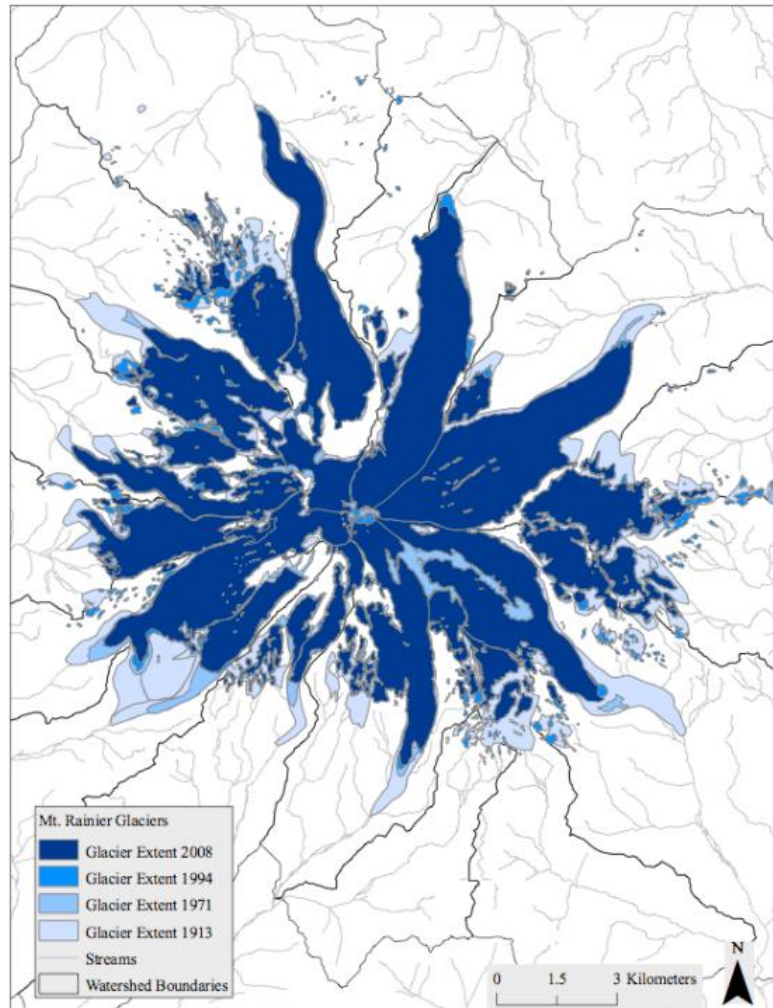 Mt. Rainier Glaciers
Glacier Extent 2008
Glacier Extent 1994
Glacier Extent 1971
Glacier Extent 1913
Streams
Watershed Boundaries
N
0 1.5 3 Kilometers